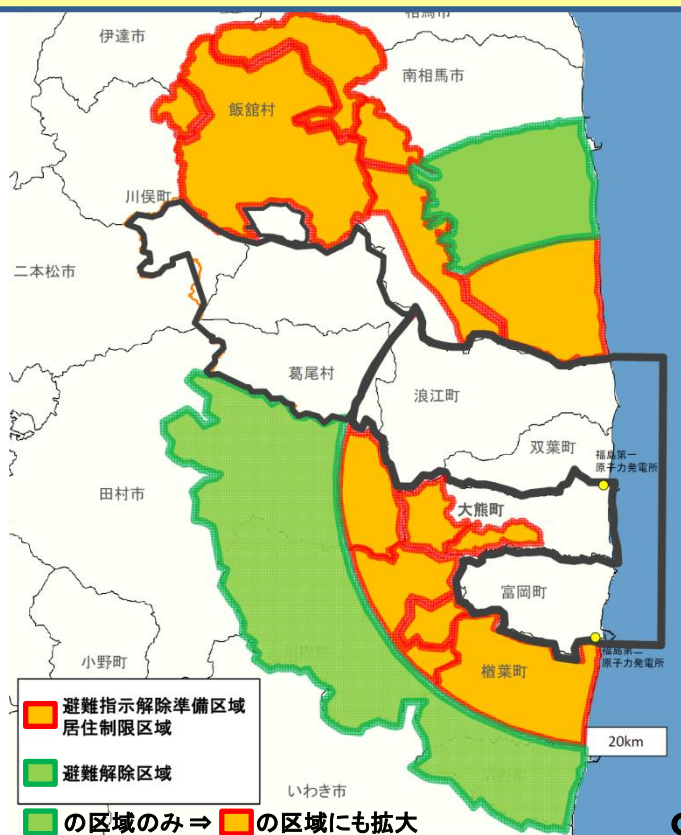 相馬市
伊達市
南相馬市
飯舘村
川俣町
二本松市
葛尾村
浪江町
双葉町
福島第一
原子力発電所
田村市
大熊町
富岡町
小野町
福島第二
原子力発電所
楢葉町
避難指示解除準備区域
居住制限区域
20km
避難解除区域
いわき市
の区域のみ ⇒ の区域にも拡大